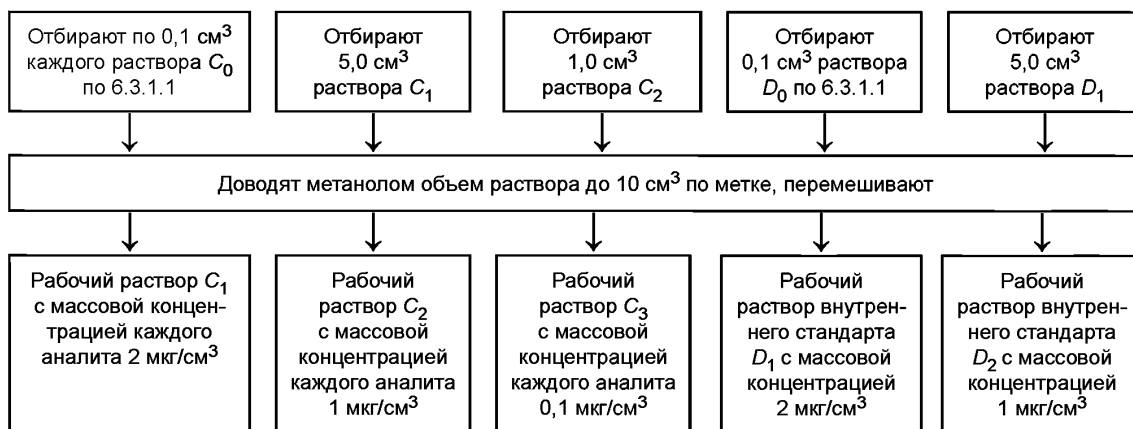 Отбирают по 0,1 см³
каждого раствора C₀
по 6.3.1.1
Отбирают
5,0 см³
раствора C₁
Отбирают
1,0 см³
раствора C₂
Отбирают
0,1 см³ раствора
D₀ по 6.3.1.1
Отбирают
5,0 см³
раствора D₁
Доводят метанолом объем раствора до 10 см³ по метке, перемешивают
Рабочий раствор C₁
с массовой концен-
трацией каждого
аналита 2 мкг/см³
Рабочий
раствор C₂
с массовой
концентрацией
каждого аналита
1 мкг/см³
Рабочий
раствор C₃
с массовой
концентрацией
каждого аналита
0,1 мкг/см³
Рабочий
раствор внутрен-
него стандарта
D₁ с массовой
концентрацией
2 мкг/см³
Рабочий
раствор внутрен-
него стандарта
D₂ с массовой
концентрацией
1 мкг/см³